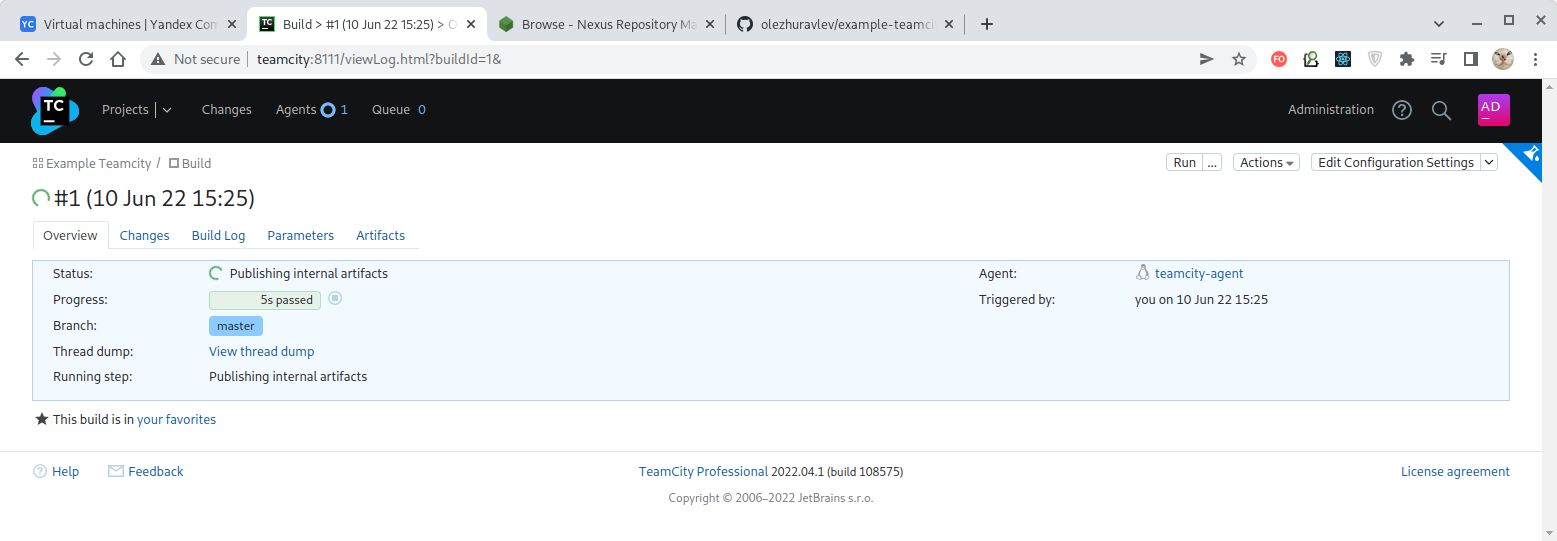 YC Virtual machines | Yandex Com
TC Build > #1 (10 Jun 22 15:25) > O
Browse - Nexus Repository Ma
olezhuravlev/example-teamci
Not secure | teamcity:8111/viewLog.html?buildId=1&
FO
TC Projects Changes Agents 1 Queue 0 Administration AD
Example Teamcity / Build Run ... Actions Edit Configuration Settings
#1 (10 Jun 22 15:25)
Overview Changes Build Log Parameters Artifacts
Status: Publishing internal artifacts Agent: teamcity-agent
Progress: 5s passed Triggered by: you on 10 Jun 22 15:25
Branch: master
Thread dump: View thread dump
Running step: Publishing internal artifacts
This build is in your favorites
Help Feedback TeamCity Professional 2022.04.1 (build 108575) License agreement
Copyright © 2006–2022 JetBrains s.r.o.